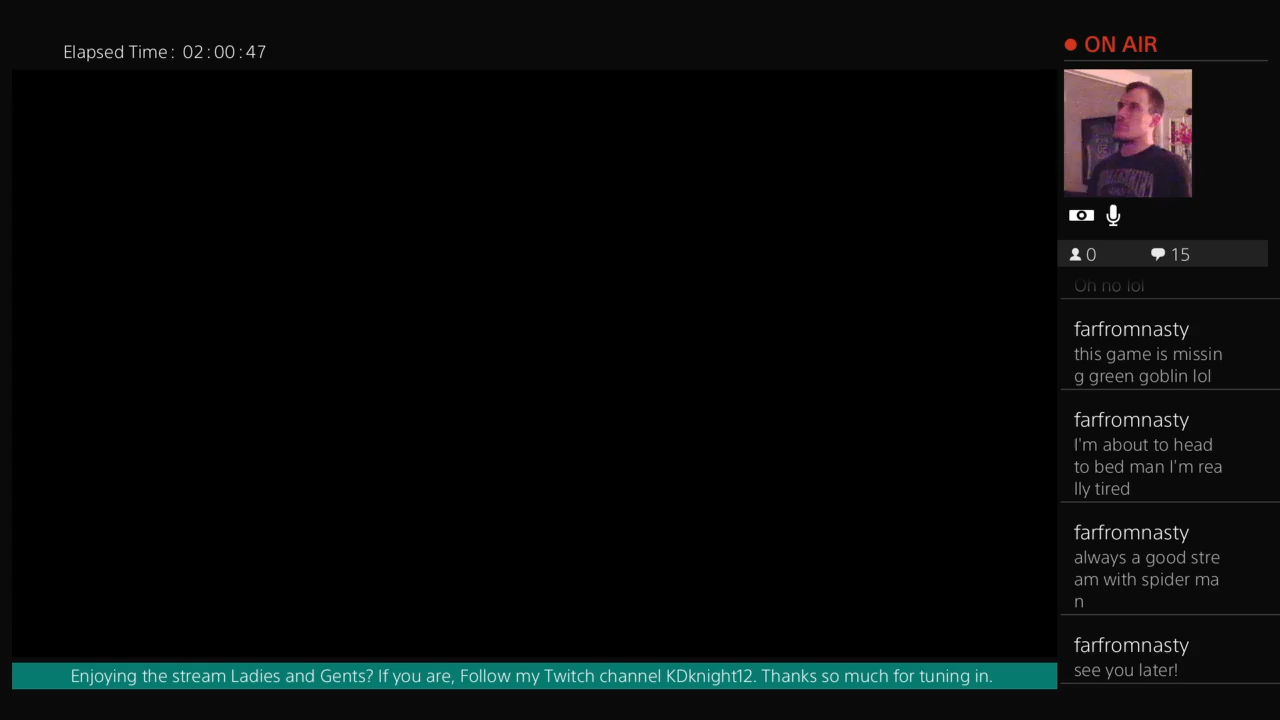 Elapsed Time: 02:00:47
ON AIR
0 15
Oh no lol
farfromnasty
this game is missin
g green goblin lol
farfromnasty
I'm about to head
to bed man I'm rea
lly tired
farfromnasty
always a good stre
am with spider ma
n
farfromnasty
see you later!
Enjoying the stream Ladies and Gents? If you are, Follow my Twitch channel KDknight12. Thanks so much for tuning in.